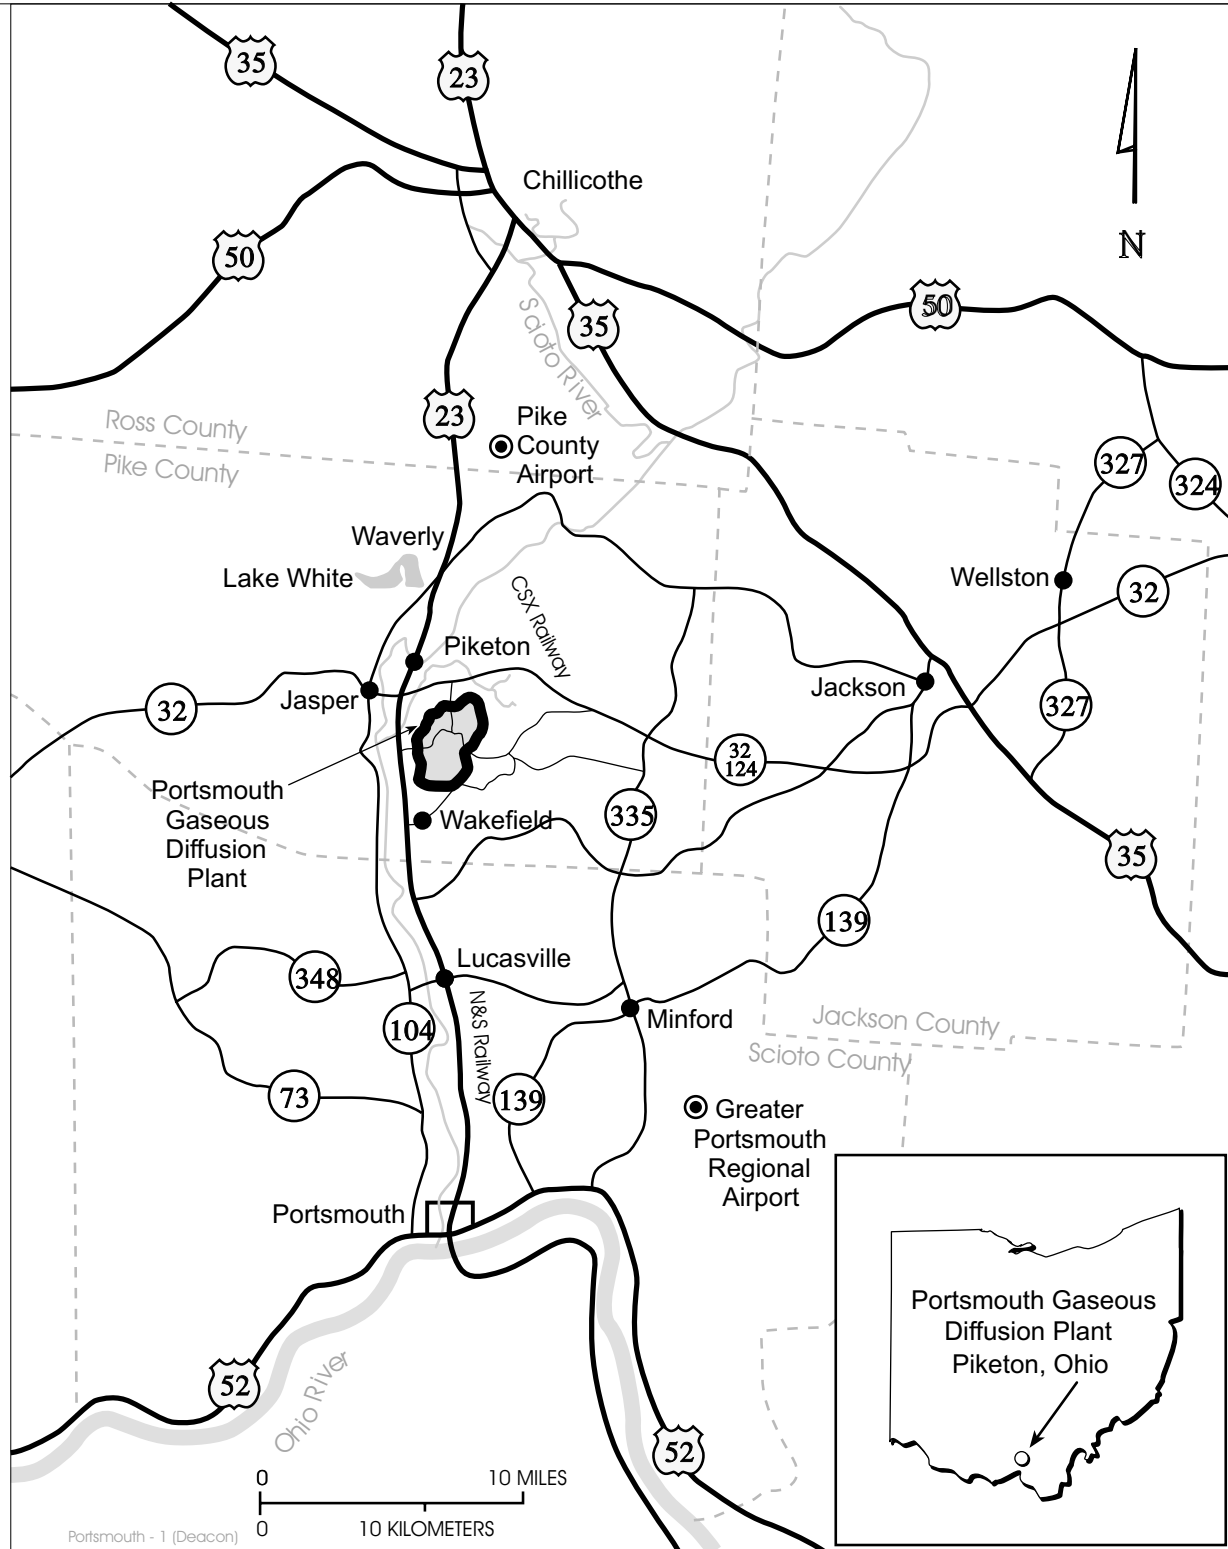 35
23
Chillicothe
50
N
Scioto River
35
50
23
Pike
County
Airport
Ross County
Pike County
327
324
Waverly
Lake White
CSX Railway
Wellston
32
Piketon
Jasper
Jackson
32
327
32
124
Portsmouth
Gaseous
Diffusion
Plant
335
Wakefield
35
139
348
Lucasville
104
N&S Railway
Minford
Jackson County
Scioto County
73
139
Greater
Portsmouth
Regional
Airport
Portsmouth
Portsmouth Gaseous
Diffusion Plant
Piketon, Ohio
52
Ohio River
52
0 10 MILES
0 10 KILOMETERS
Portsmouth - 1 (Deacon)